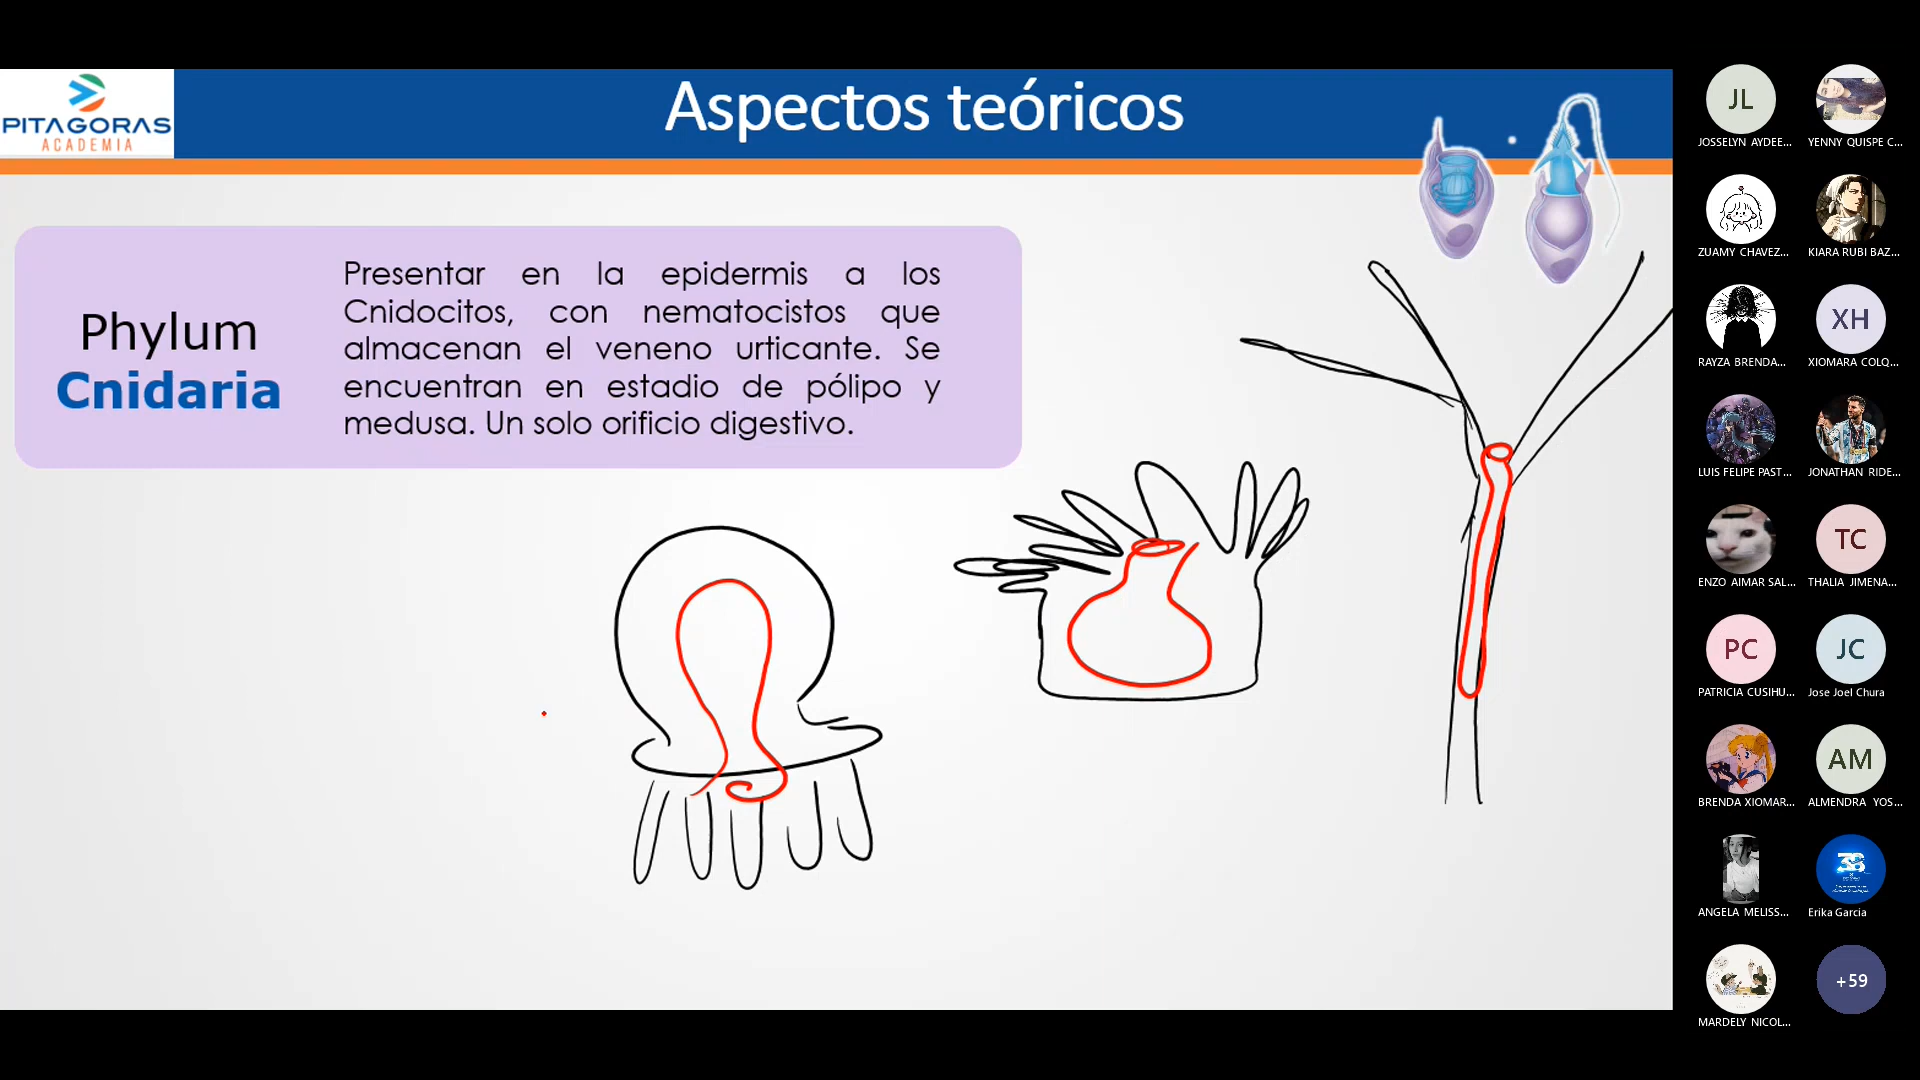 PITAGORAS
ACADEMIA
Aspectos teóricos
Phylum
Cnidaria
Presentar en la epidermis a los
Cnidocitos, con nematocistos que
almacenan el veneno urticante. Se
encuentran en estadio de pólipo y
medusa. Un solo orificio digestivo.
JL
JOSSELYN AYDEE...
YENNY QUISPE C...
ZUAMY CHAVEZ...
KIARA RUBI BAZ...
RAYZA BRENDA...
XH
XIOMARA COLQ...
LUIS FELIPE PAST...
JONATHAN RIDE...
ENZO AIMAR SAL...
TC
THALIA JIMENA...
PC
PATRICIA CUSIHU...
JC
Jose Joel Chura
BRENDA XIOMAR...
AM
ALMENDRA YOS...
ANGELA MELISS...
38
Erika Garcia
MARDELY NICOL...
+59